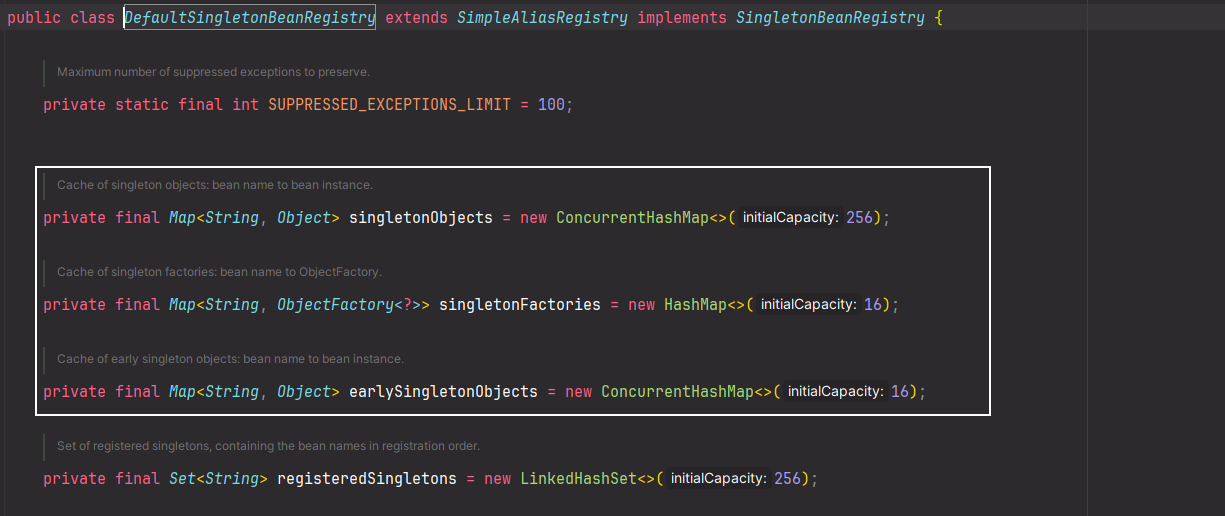 public class DefaultSingletonBeanRegistry extends SimpleAliasRegistry implements SingletonBeanRegistry {
Maximum number of suppressed exceptions to preserve.
private static final int SUPPRESSED_EXCEPTIONS_LIMIT = 100;
Cache of singleton objects: bean name to bean instance.
private final Map<String, Object> singletonObjects = new ConcurrentHashMap<>( initialCapacity: 256);
Cache of singleton factories: bean name to ObjectFactory.
private final Map<String, ObjectFactory<?>> singletonFactories = new HashMap<>( initialCapacity: 16);
Cache of early singleton objects: bean name to bean instance.
private final Map<String, Object> earlySingletonObjects = new ConcurrentHashMap<>( initialCapacity: 16);
Set of registered singletons, containing the bean names in registration order.
private final Set<String> registeredSingletons = new LinkedHashSet<>( initialCapacity: 256);